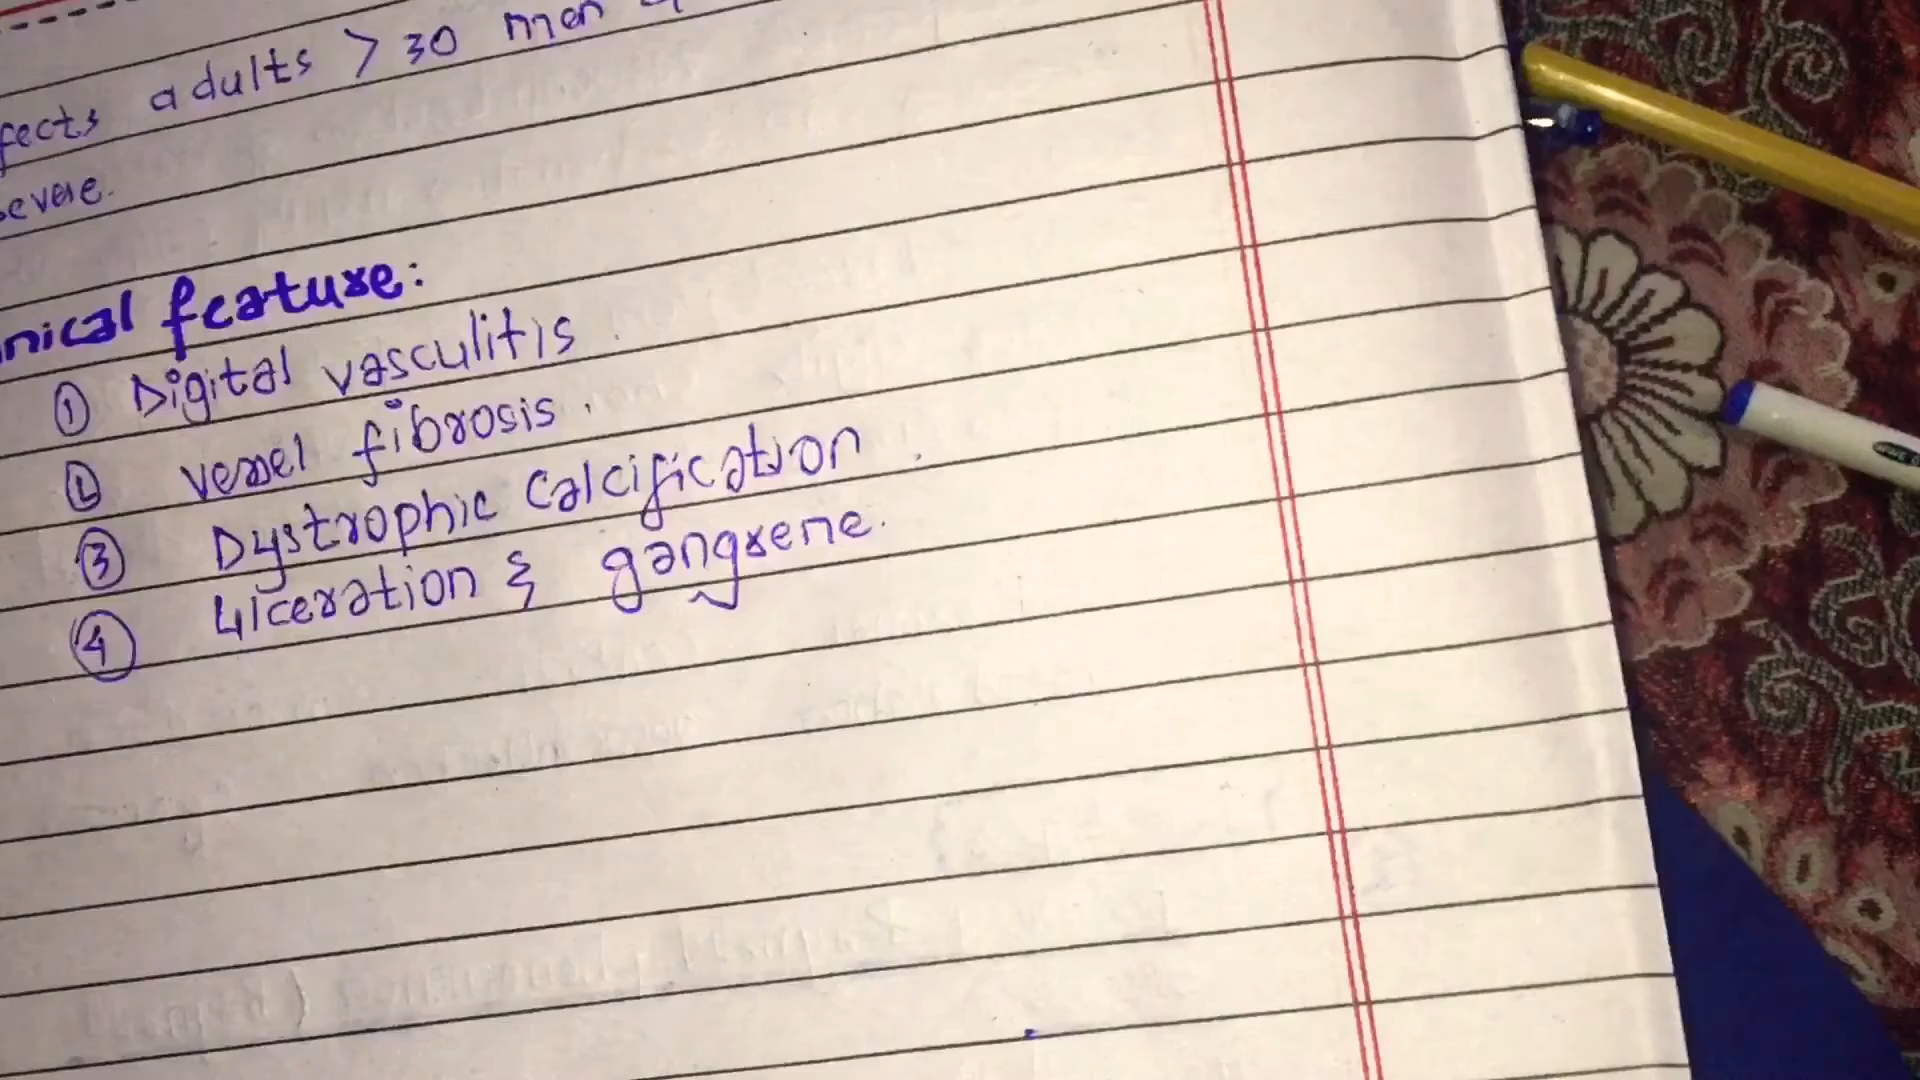 fects adults > 30 men
severe.
nical feature:
① Digital vasculitis.
② vessel fibrosis.
③ Dystrophic Calcification.
④ Ulceration & gangrene.